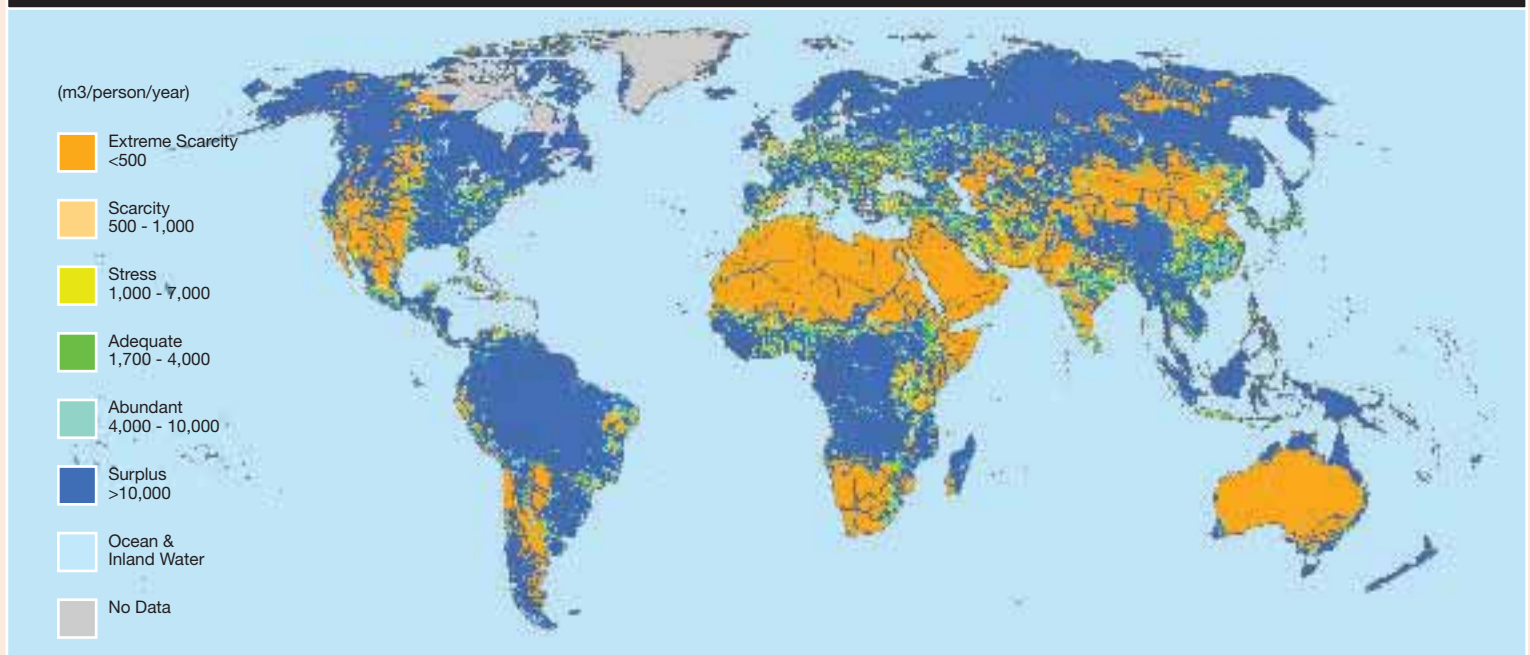 (m3/person/year)
Extreme Scarcity
<500
Scarcity
500 - 1,000
Stress
1,000 - 7,000
Adequate
1,700 - 4,000
Abundant
4,000 - 10,000
Surplus
>10,000
Ocean &
Inland Water
No Data